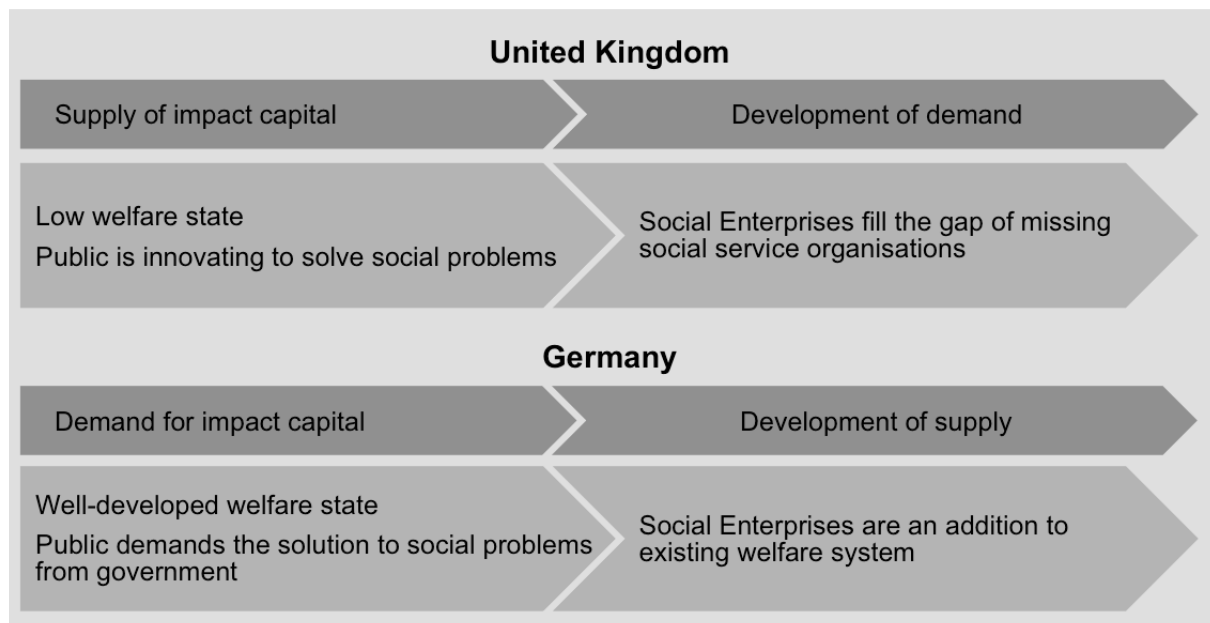 United Kingdom
Supply of impact capital
Development of demand
Low welfare state
Public is innovating to solve social problems
Social Enterprises fill the gap of missing
social service organisations
Germany
Demand for impact capital
Development of supply
Well-developed welfare state
Public demands the solution to social problems
from government
Social Enterprises are an addition to
existing welfare system